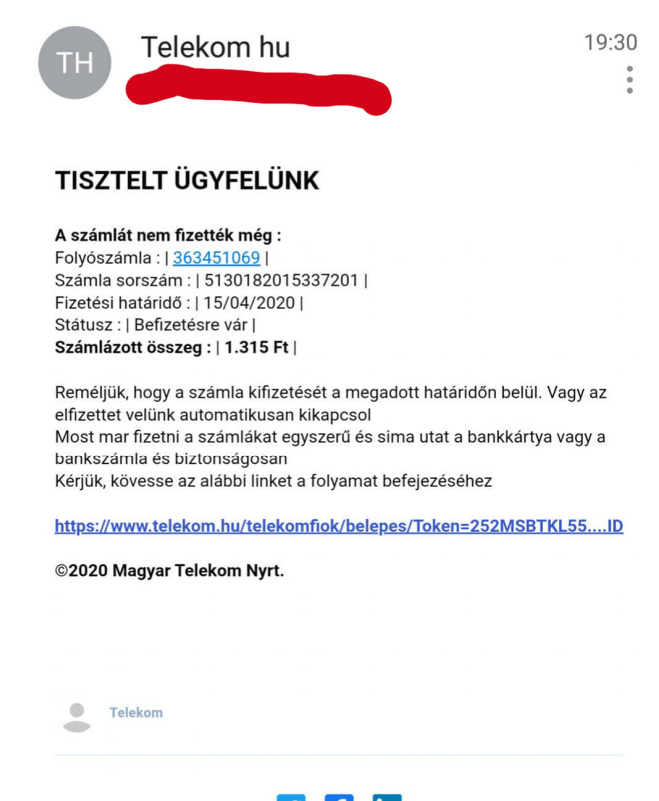 TH
Telekom hu
19:30
TISZTELT ÜGYFELÜNK
A számlát nem fizették még :
Folyószámla : | 363451069 |
Számla sorszám : | 5130182015337201 |
Fizetési határidő : | 15/04/2020 |
Státusz : | Befizetésre vár |
Számlázott összeg : | 1.315 Ft |
Reméljük, hogy a számla kifizetését a megadott határidőn belül. Vagy az
elfizettet velünk automatikusan kikapcsol
Most mar fizetni a számlákat egyszerű és sima utat a bankkártya vagy a
bankszámla és biztonságosan
Kérjük, kövesse az alábbi linket a folyamat befejezéséhez
https://www.telekom.hu/telekomfiok/belepes/Token=252MSBTKL55....ID
©2020 Magyar Telekom Nyrt.
Telekom